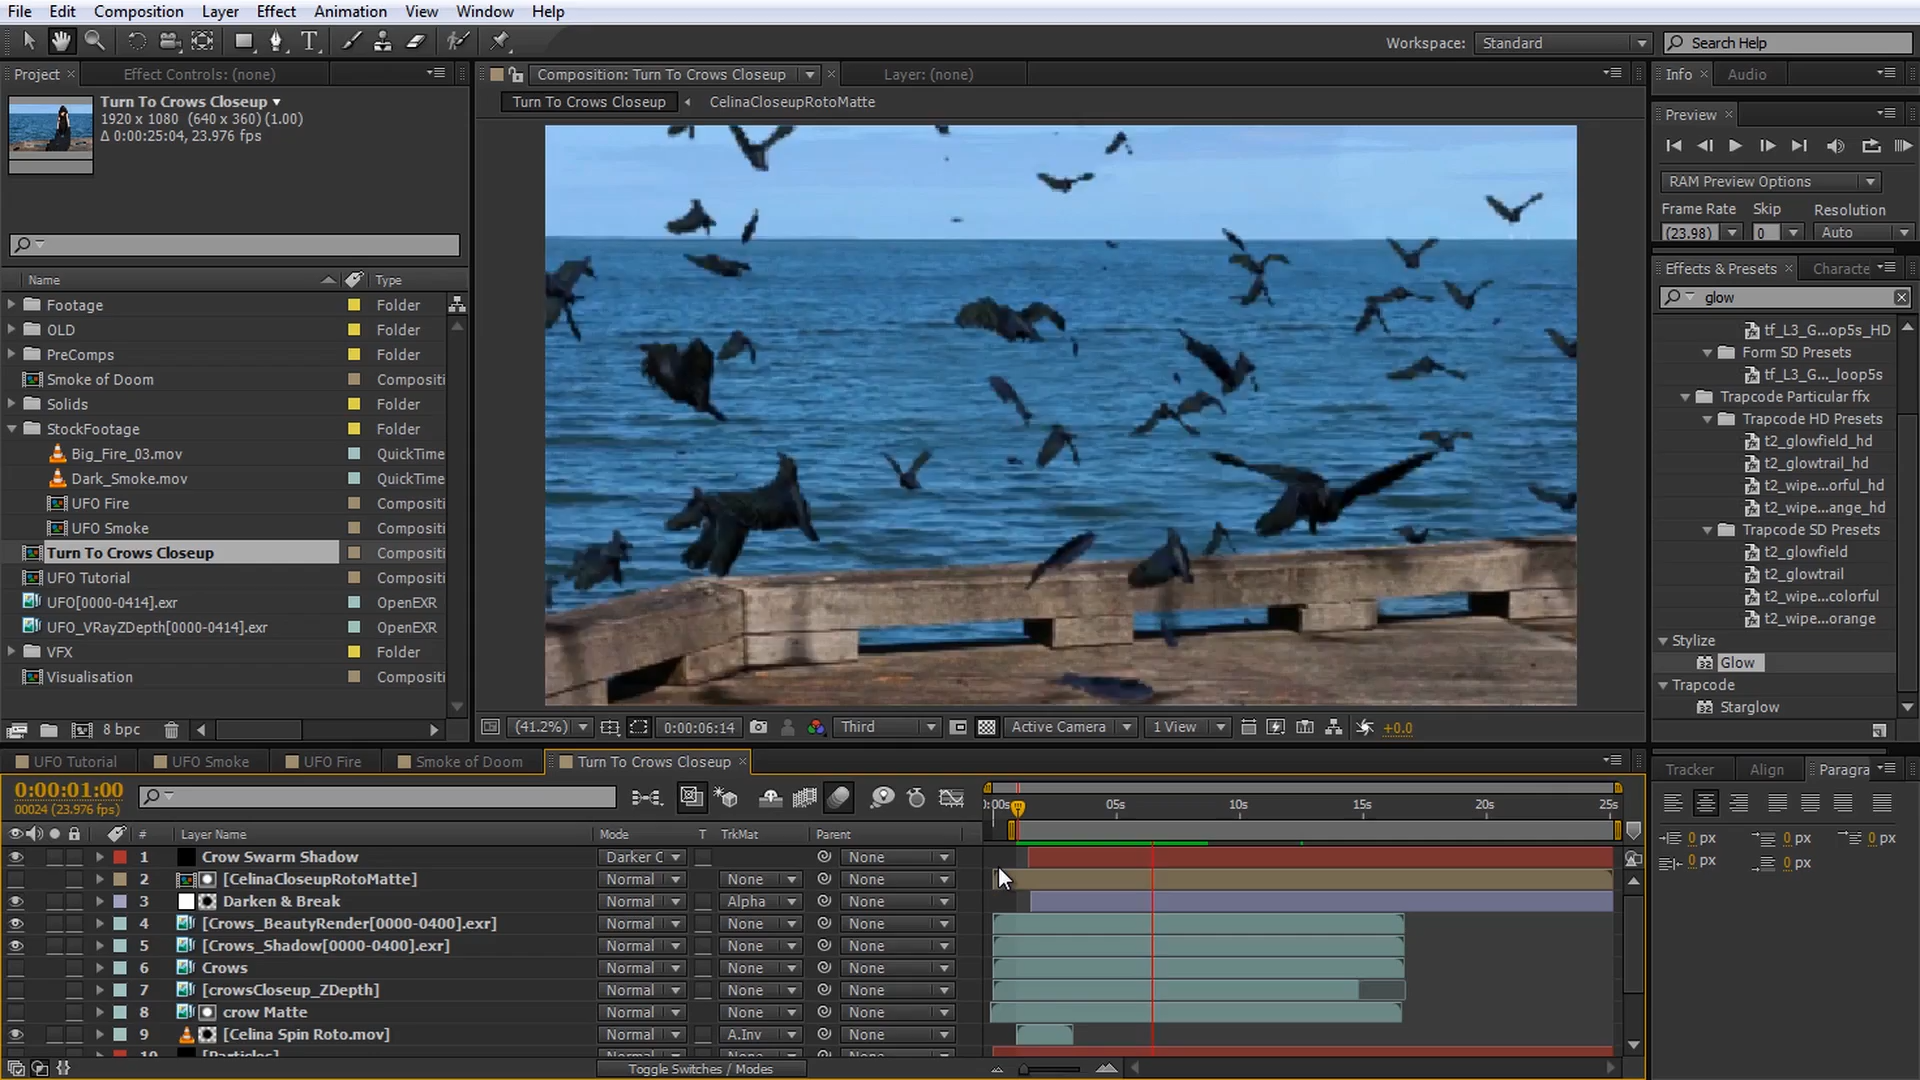 File Edit Composition Layer Effect Animation View Window Help
Workspace: Standard
Search Help
Project Effect Controls: (none)
Turn To Crows Closeup
1920 x 1080 (640 x 360) (1.00)
Δ 0:00:25:04, 23.976 fps
Name Type
Footage Folder
OLD Folder
PreComps Folder
Smoke of Doom Compositi
Solids Folder
StockFootage Folder
Big_Fire_03.mov QuickTime
Dark_Smoke.mov QuickTime
UFO Fire Compositi
UFO Smoke Compositi
Turn To Crows Closeup Compositi
UFO Tutorial Compositi
UFO[0000-0414].exr OpenEXR
UFO_VRayZDepth[0000-0414].exr OpenEXR
VFX Folder
Visualisation Compositi
8 bpc
Composition: Turn To Crows Closeup Layer: (none)
Turn To Crows Closeup CelinaCloseupRotoMatte
(41.2%) 0:00:06:14 Third Active Camera 1 View +0.0
Info Audio
Preview
RAM Preview Options
Frame Rate Skip Resolution
(23.98) 0 Auto
Effects & Presets Characte
glow
tf_L3_G...op5s_HD
Form SD Presets
tf_L3_G..._loop5s
Trapcode Particular ffx
Trapcode HD Presets
t2_glowfield_hd
t2_glowtrail_hd
t2_wipe...orful_hd
t2_wipe...ange_hd
Trapcode SD Presets
t2_glowfield
t2_glowtrail
t2_wipe...colorful
t2_wipe...orange
Stylize
Glow
Trapcode
Starglow
Tracker Align Paragra
0 px 0 px 0 px
0 px 0 px
UFO Tutorial UFO Smoke UFO Fire Smoke of Doom Turn To Crows Closeup
0:00:01:00
00024 (23.976 fps)
):00s 05s 10s 15s 20s 25s
# Layer Name Mode T TrkMat Parent
1 Crow Swarm Shadow Darker C None
2 [CelinaCloseupRotoMatte] Normal None None
3 Darken & Break Normal Alpha None
4 [Crows_BeautyRender[0000-0400].exr] Normal None None
5 [Crows_Shadow[0000-0400].exr] Normal None None
6 Crows Normal None None
7 [crowsCloseup_ZDepth] Normal None None
8 crow Matte Normal None None
9 [Celina Spin Roto.mov] Normal A.Inv None
10 [Particles]
Toggle Switches / Modes